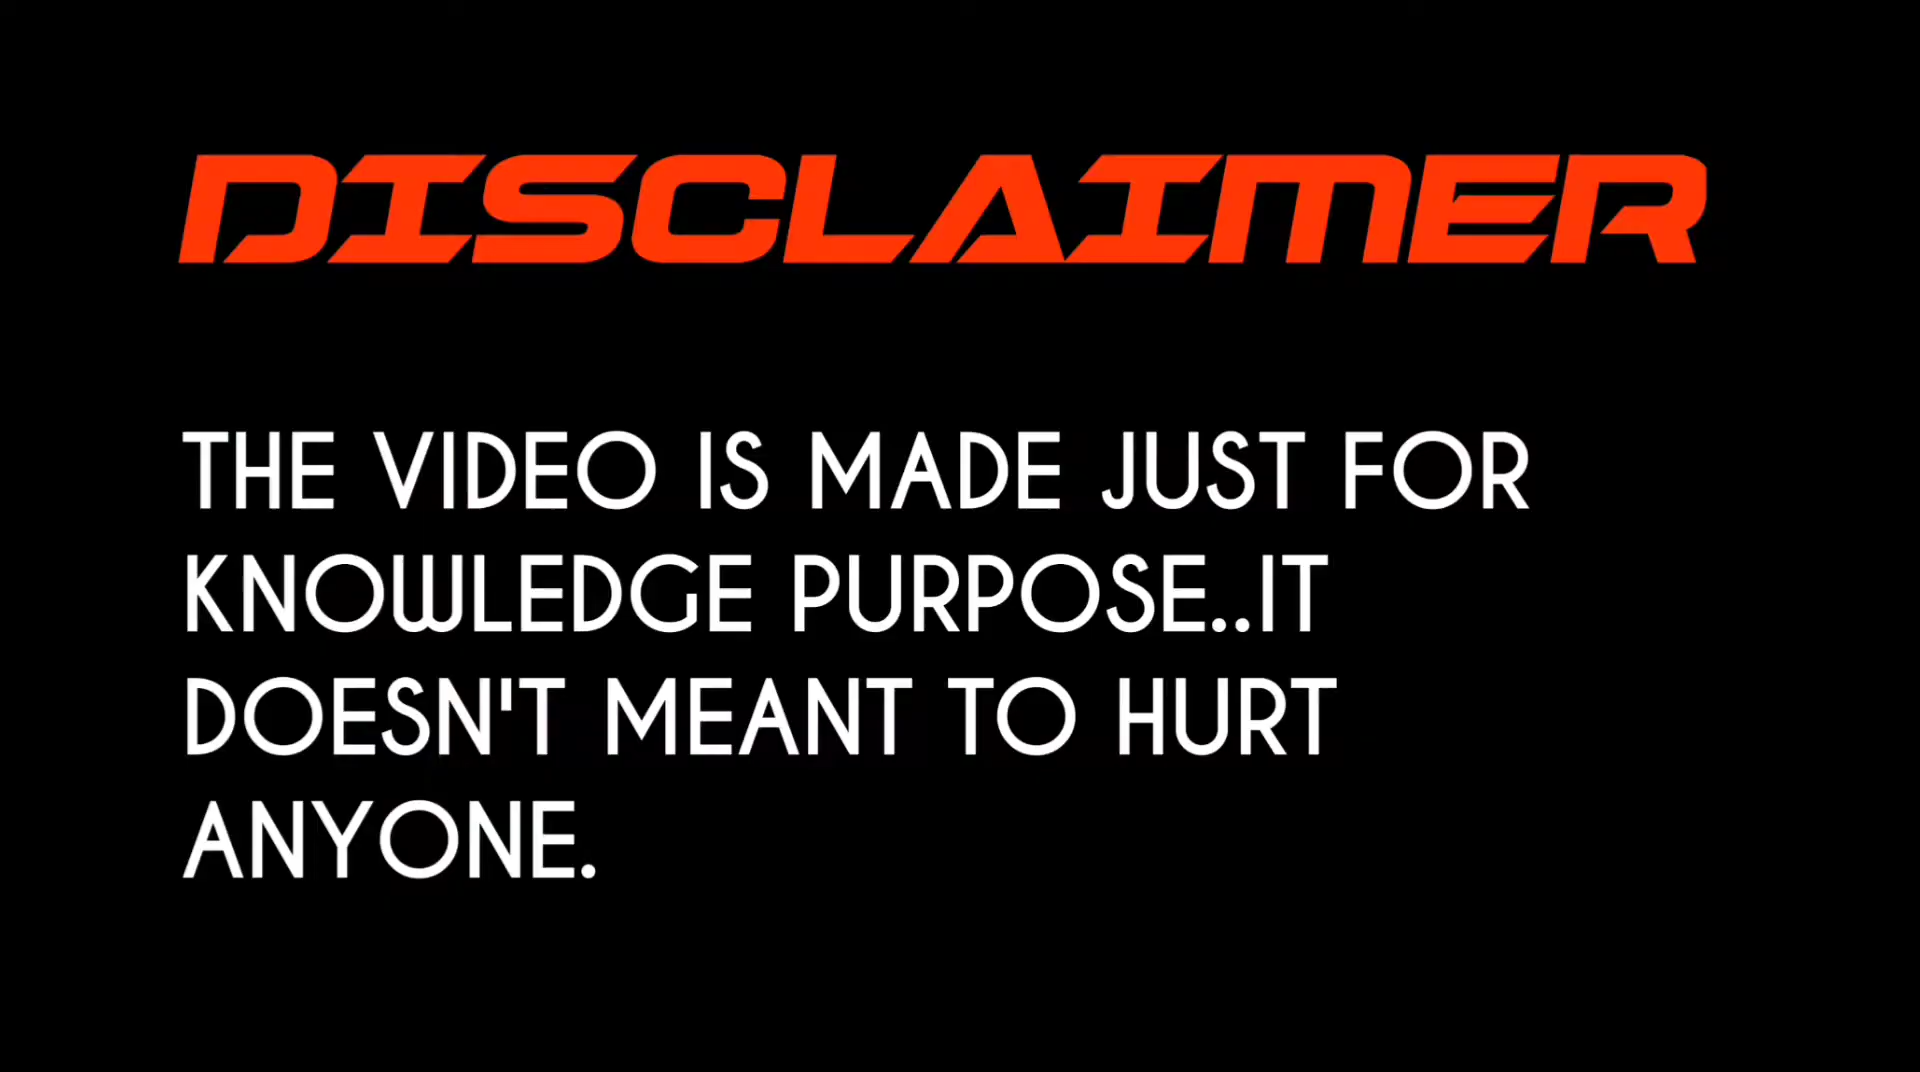 DISCLAIMER
THE VIDEO IS MADE JUST FOR
KNOWLEDGE PURPOSE..IT
DOESN'T MEANT TO HURT
ANYONE.